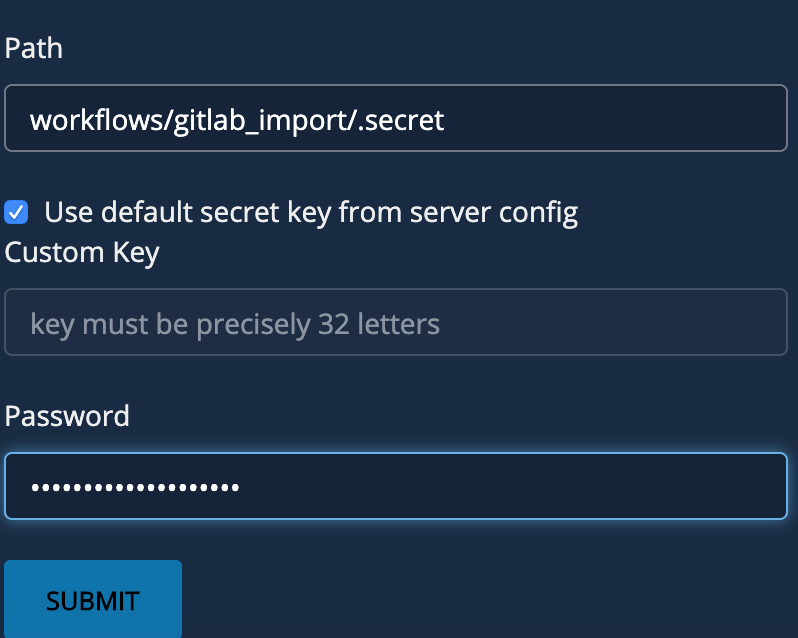 Path
workflows/gitlab_import/.secret
Use default secret key from server config
Custom Key
key must be precisely 32 letters
Password
••••••••••••••••••••
SUBMIT